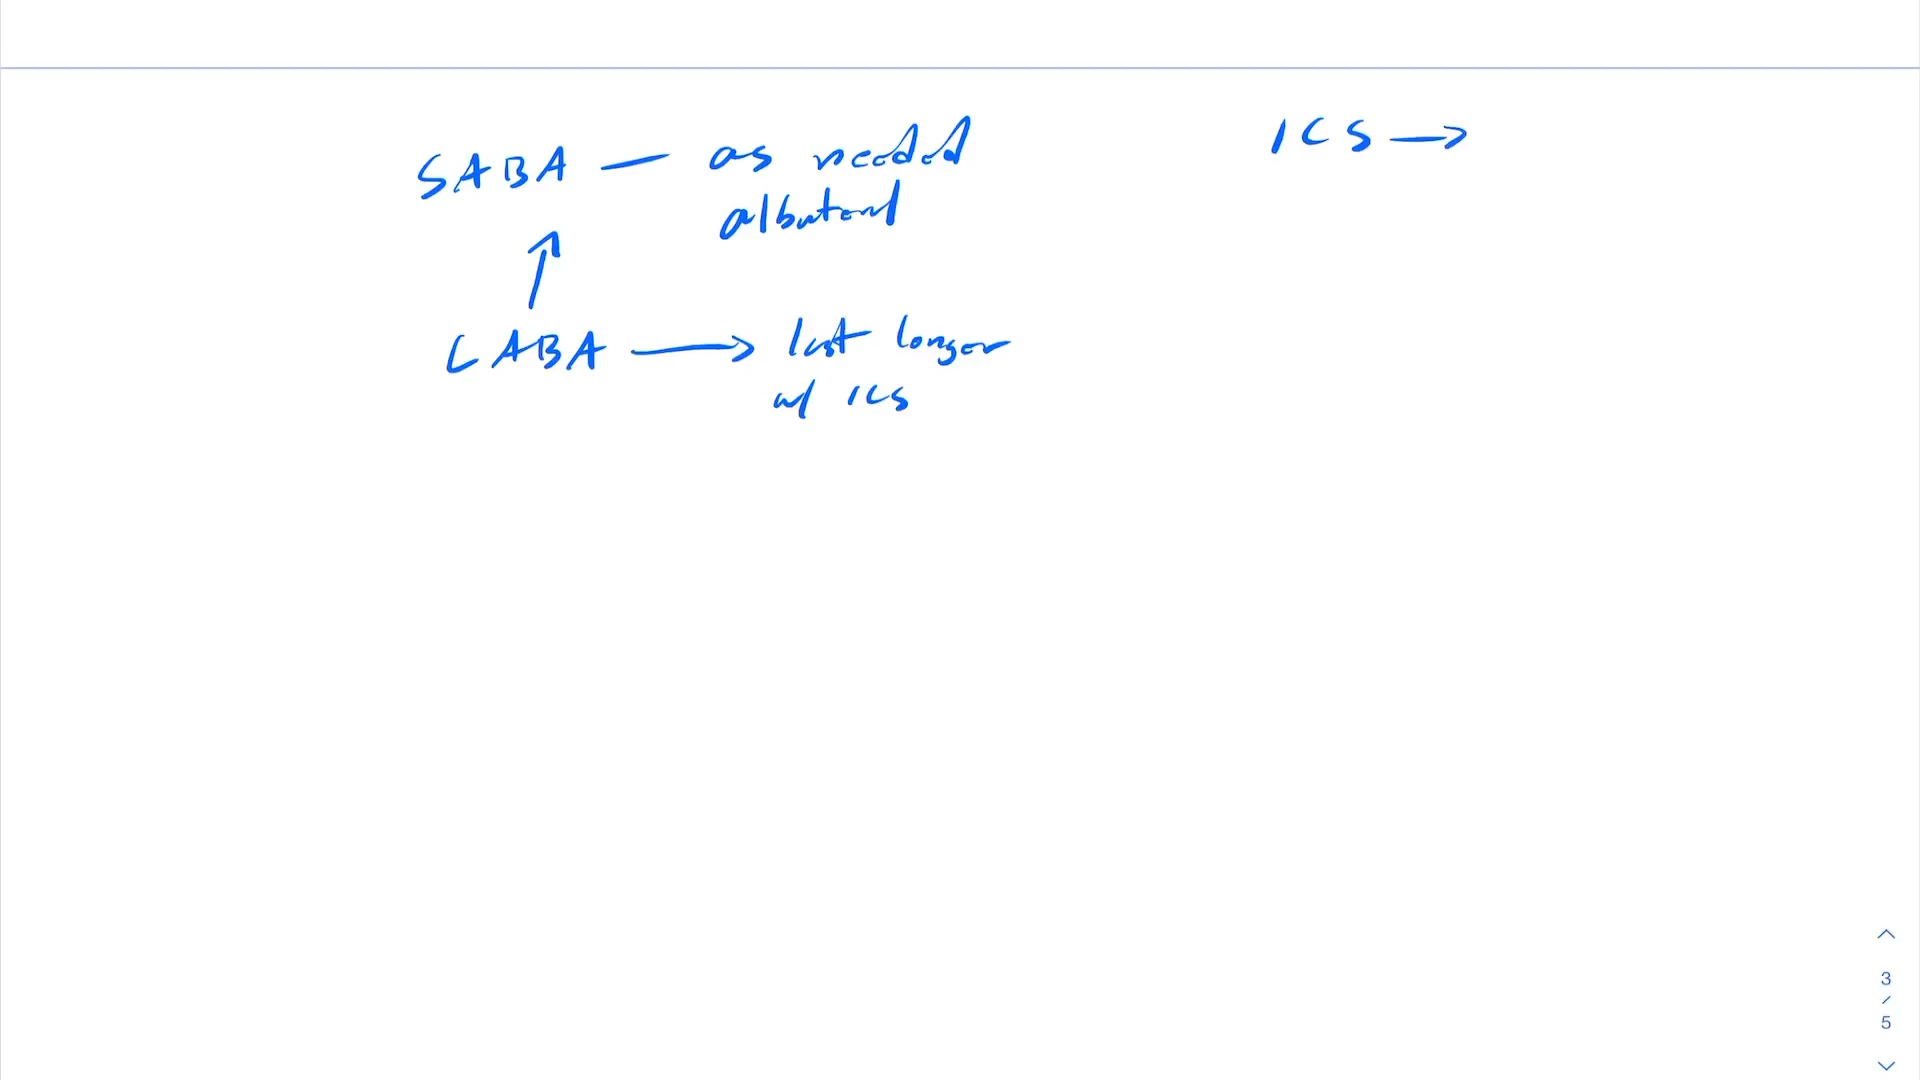 SABA — as needed
albuterol
LABA → last longer
w/ ICS
ICS →
3
/
5